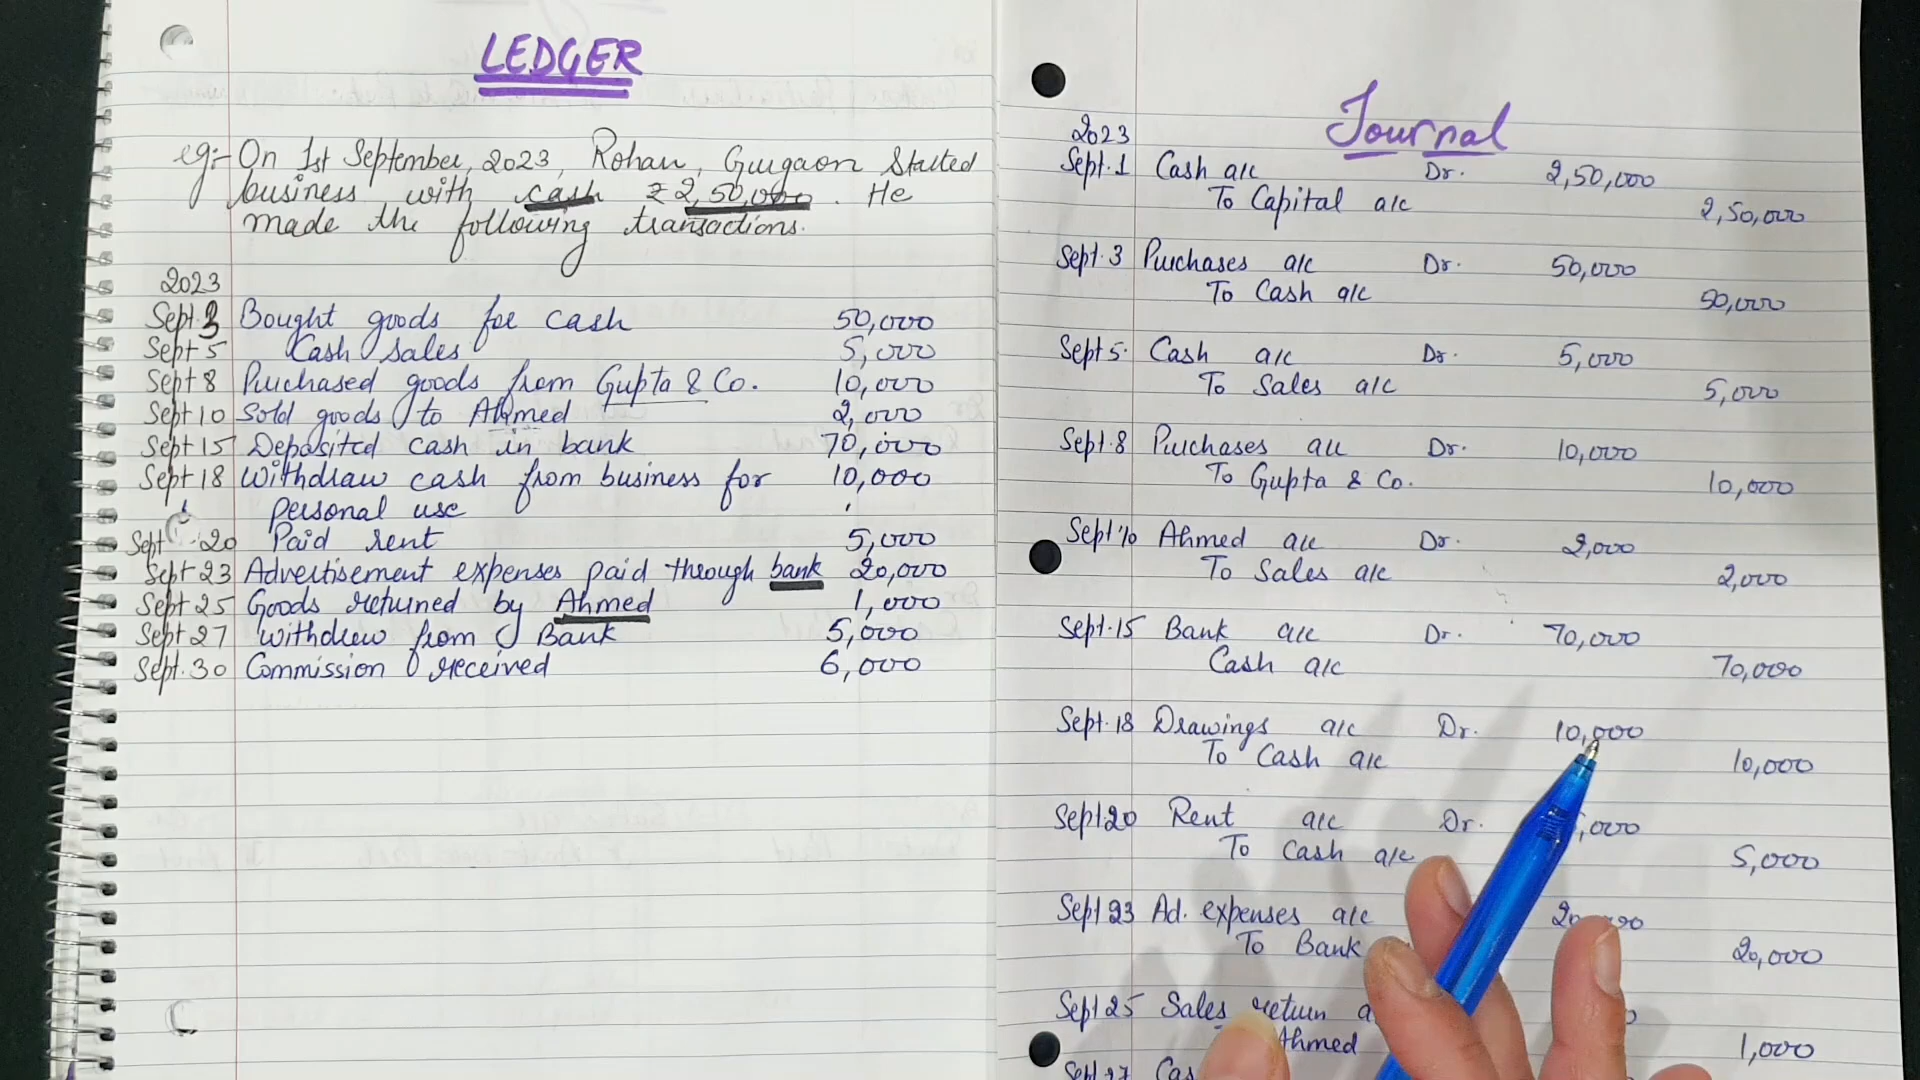 LEDGER
eg:- On 1st September, 2023, Rohan, Gurgaon Started
business with cash ₹ 2,50,000. He
made the following transactions.
2023
Sept. 3 Bought goods for cash 50,000
Sept 5 Cash sales 5,000
Sept 8 Purchased goods from Gupta & Co. 10,000
Sept 10 Sold goods to Ahmed 2,000
Sept 15 Deposited cash in bank 70,000
Sept 18 Withdraw cash from business for 10,000
personal use
Sept 20 Paid rent 5,000
Sept 23 Advertisement expenses paid through bank 20,000
Sept 25 Goods returned by Ahmed 1,000
Sept 27 withdrew from Bank 5,000
Sept. 30 Commission received 6,000
Journal
2023
Sept. 1 Cash a/c Dr. 2,50,000
To Capital a/c 2,50,000
Sept. 3 Purchases a/c Dr. 50,000
To Cash a/c 50,000
Sept 5. Cash a/c Dr. 5,000
To Sales a/c 5,000
Sept. 8 Purchases a/c Dr. 10,000
To Gupta & Co. 10,000
Sept 10 Ahmed a/c Dr. 2,000
To Sales a/c 2,000
Sept. 15 Bank a/c Dr. 70,000
Cash a/c 70,000
Sept. 18 Drawings a/c Dr. 10,000
To Cash a/c 10,000
Sept 20 Rent a/c Dr. ,000
To Cash a/c 5,000
Sept 23 Ad. expenses a/c
To Bank 20,000
Sept 25 Sales return a
Ahmed 1,000
Sept 27 Cas